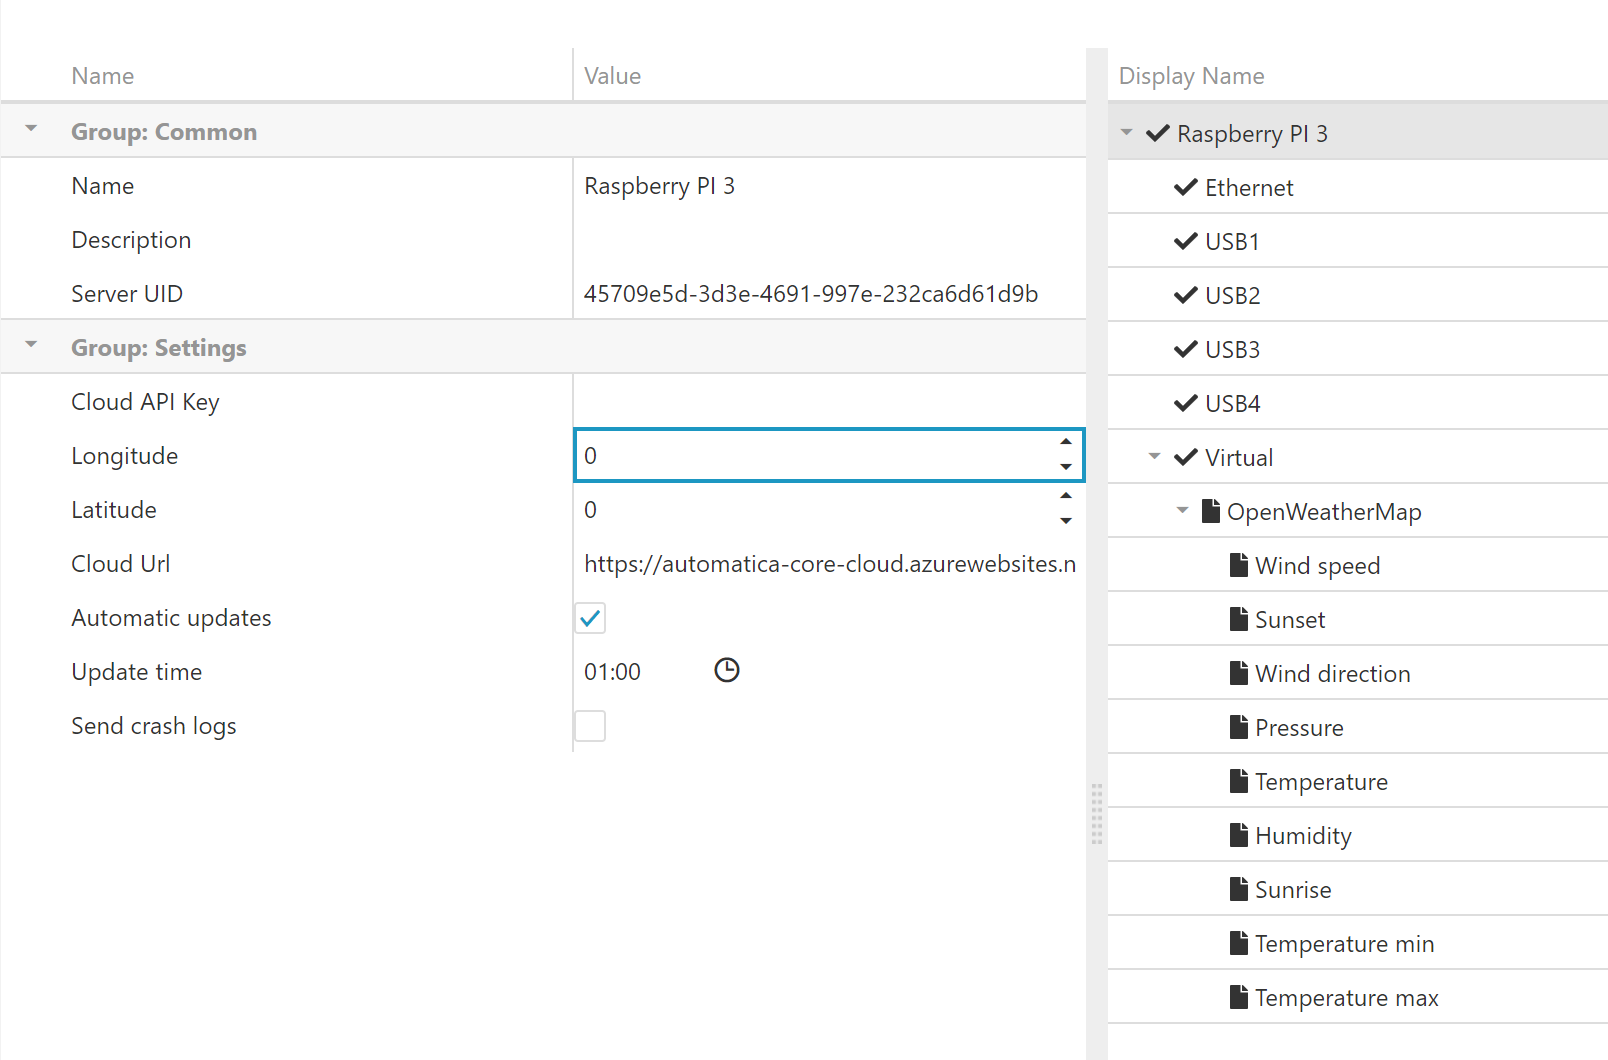 Name Value
Group: Common
Name Raspberry PI 3
Description
Server UID 45709e5d-3d3e-4691-997e-232ca6d61d9b
Group: Settings
Cloud API Key
Longitude 0
Latitude 0
Cloud Url https://automatica-core-cloud.azurewebsites.n
Automatic updates
Update time 01:00
Send crash logs
Display Name
Raspberry PI 3
Ethernet
USB1
USB2
USB3
USB4
Virtual
OpenWeatherMap
Wind speed
Sunset
Wind direction
Pressure
Temperature
Humidity
Sunrise
Temperature min
Temperature max